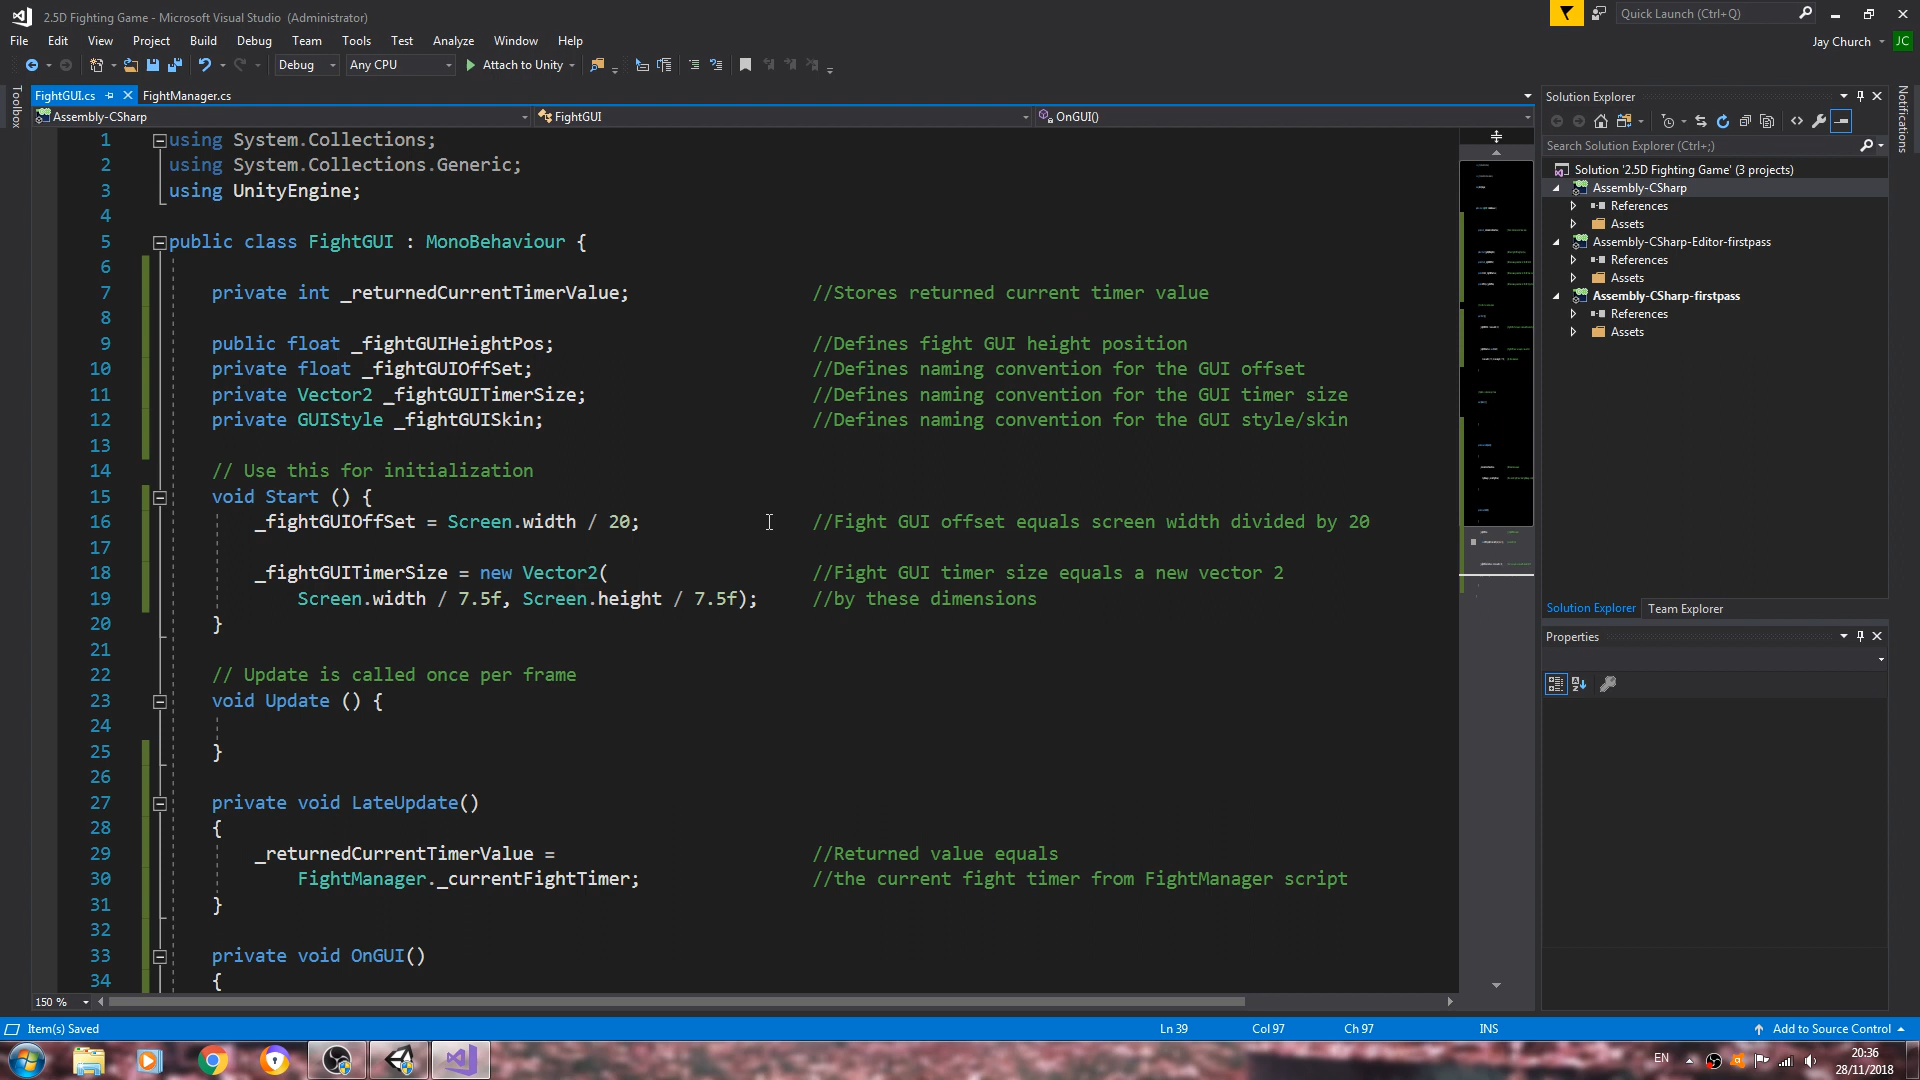 2.5D Fighting Game - Microsoft Visual Studio (Administrator)
Quick Launch (Ctrl+Q)
File Edit View Project Build Debug Team Tools Test Analyze Window Help
Jay Church JC
Debug Any CPU Attach to Unity
Toolbox
FightGUI.cs FightManager.cs
Assembly-CSharp FightGUI OnGUI()
1 using System.Collections;
2 using System.Collections.Generic;
3 using UnityEngine;
4
5 public class FightGUI : MonoBehaviour {
6
7 private int _returnedCurrentTimerValue; //Stores returned current timer value
8
9 public float _fightGUIHeightPos; //Defines fight GUI height position
10 private float _fightGUIOffSet; //Defines naming convention for the GUI offset
11 private Vector2 _fightGUITimerSize; //Defines naming convention for the GUI timer size
12 private GUIStyle _fightGUISkin; //Defines naming convention for the GUI style/skin
13
14 // Use this for initialization
15 void Start () {
16 _fightGUIOffSet = Screen.width / 20; //Fight GUI offset equals screen width divided by 20
17
18 _fightGUITimerSize = new Vector2( //Fight GUI timer size equals a new vector 2
19 Screen.width / 7.5f, Screen.height / 7.5f); //by these dimensions
20 }
21
22 // Update is called once per frame
23 void Update () {
24
25 }
26
27 private void LateUpdate()
28 {
29 _returnedCurrentTimerValue = //Returned value equals
30 FightManager._currentFightTimer; //the current fight timer from FightManager script
31 }
32
33 private void OnGUI()
34 {
150 %
Solution Explorer
Search Solution Explorer (Ctrl+;)
Solution '2.5D Fighting Game' (3 projects)
Assembly-CSharp
References
Assets
Assembly-CSharp-Editor-firstpass
References
Assets
Assembly-CSharp-firstpass
References
Assets
Solution Explorer Team Explorer
Properties
Notifications
Item(s) Saved Ln 39 Col 97 Ch 97 INS Add to Source Control
EN 20:36
28/11/2018